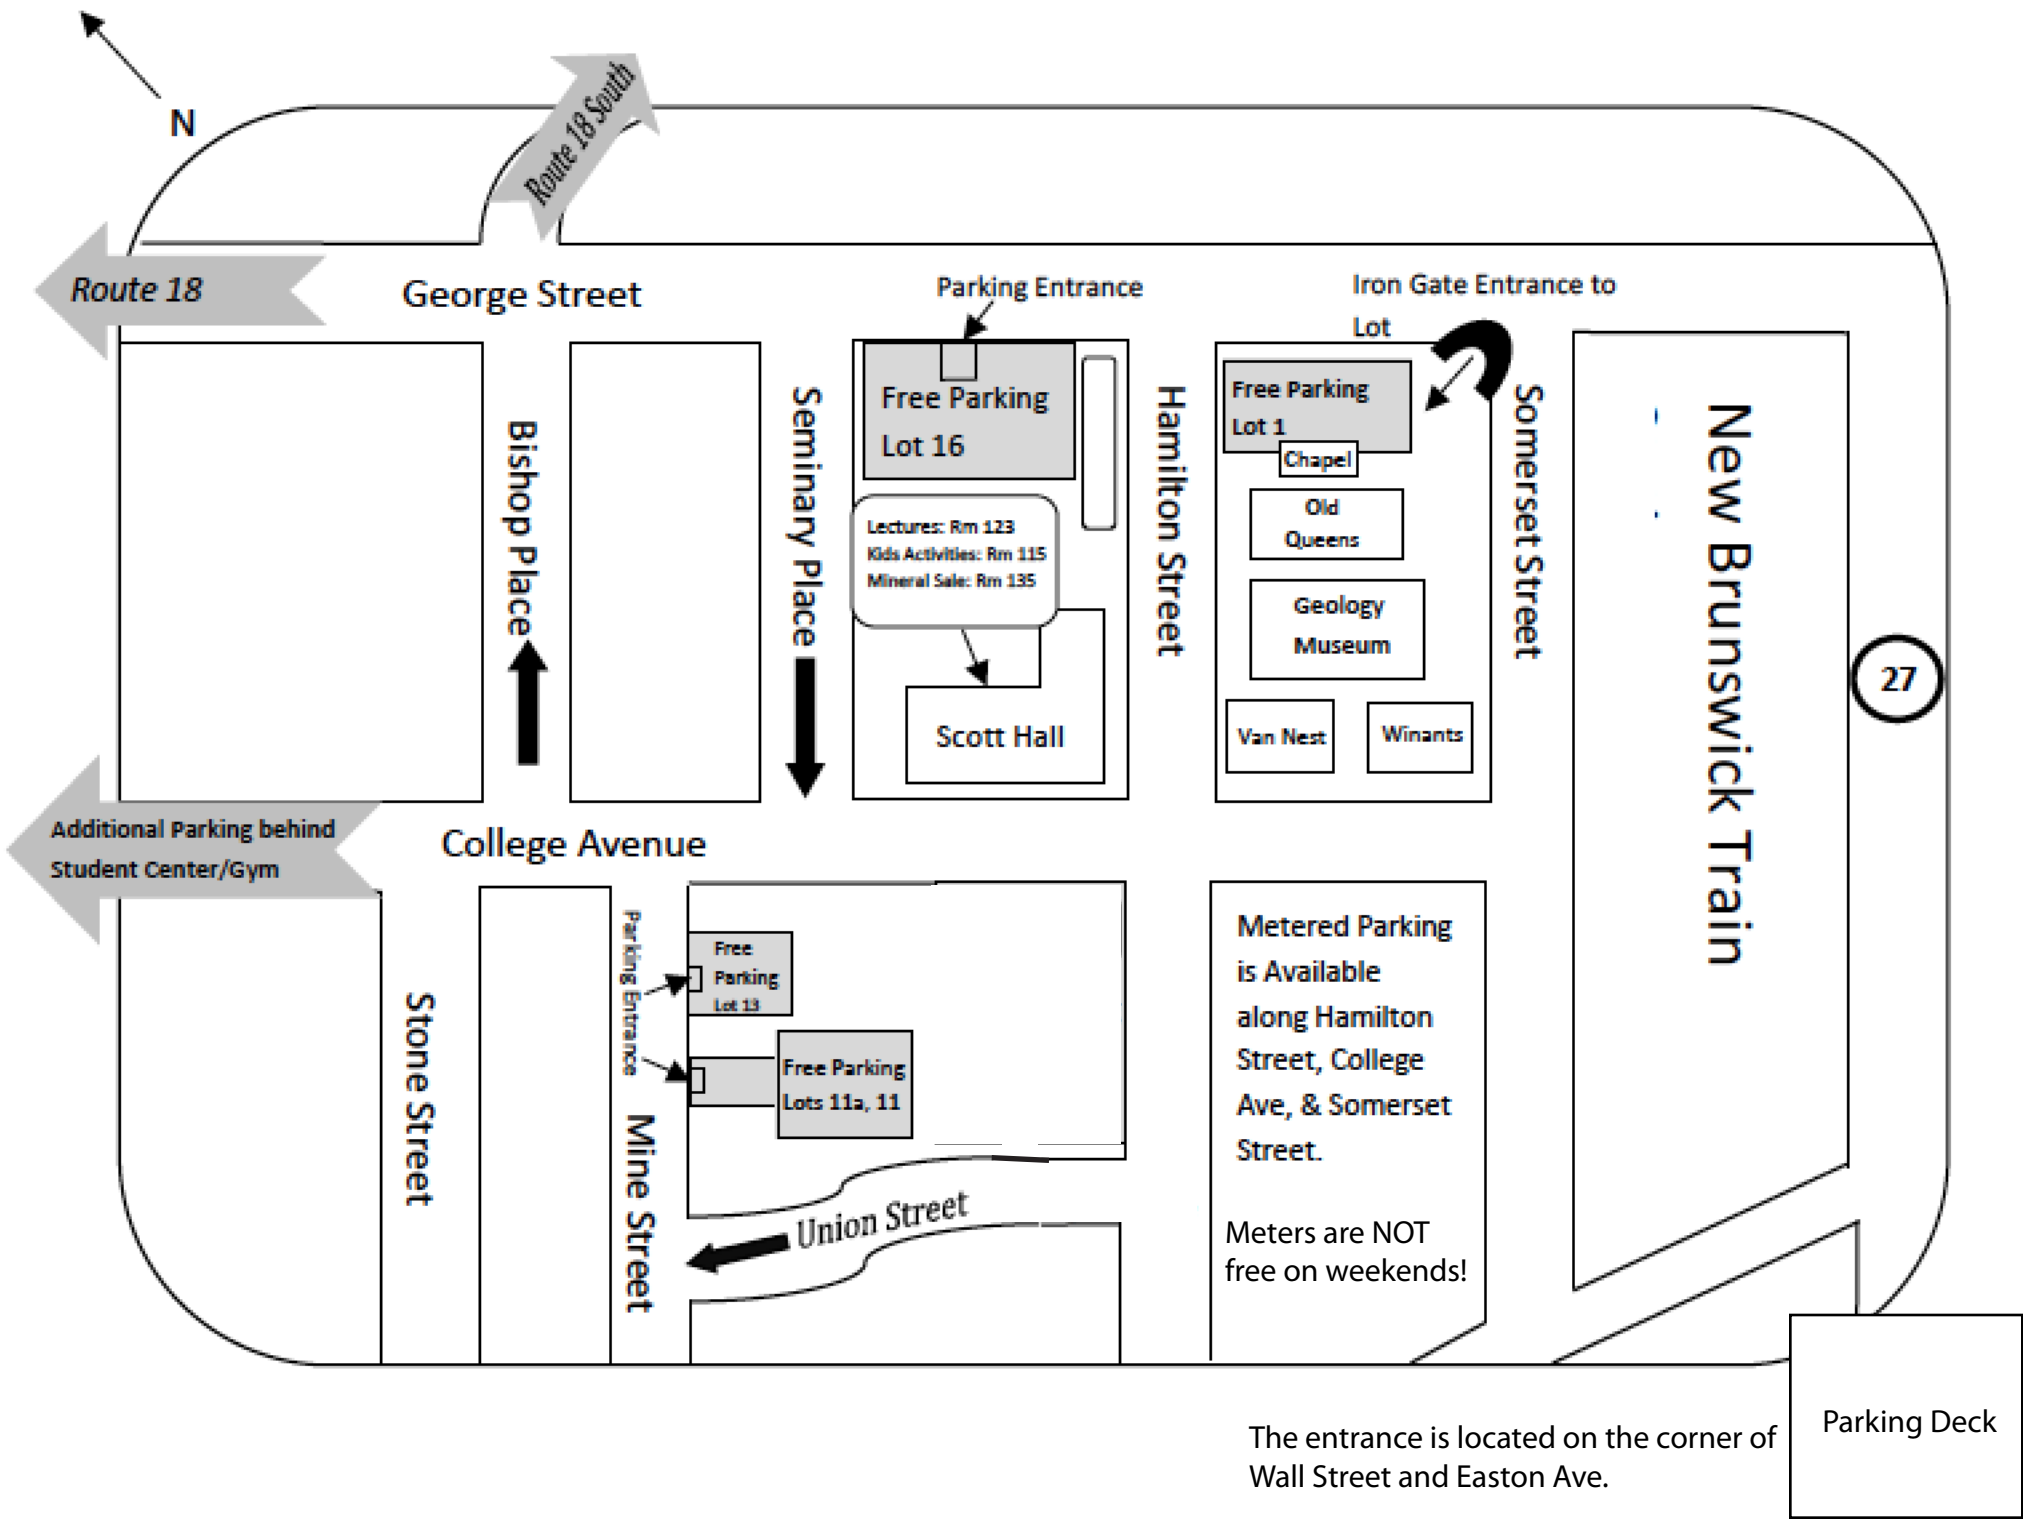 N
Route 18 South
Route 18
George Street
Parking Entrance
Iron Gate Entrance to
Lot
Bishop Place
Seminary Place
Free Parking
Lot 16
Lectures: Rm 123
Kids Activities: Rm 115
Mineral Sale: Rm 135
Scott Hall
Hamilton Street
Free Parking
Lot 1
Chapel
Old
Queens
Geology
Museum
Van Nest
Winants
Somerset Street
New Brunswick Train
27
Additional Parking behind
Student Center/Gym
College Avenue
Stone Street
Parking Entrance
Mine Street
Free
Parking
Lot 13
Free Parking
Lots 11a, 11
Union Street
Metered Parking
is Available
along Hamilton
Street, College
Ave, & Somerset
Street.
Meters are NOT
free on weekends!
The entrance is located on the corner of
Wall Street and Easton Ave.
Parking Deck